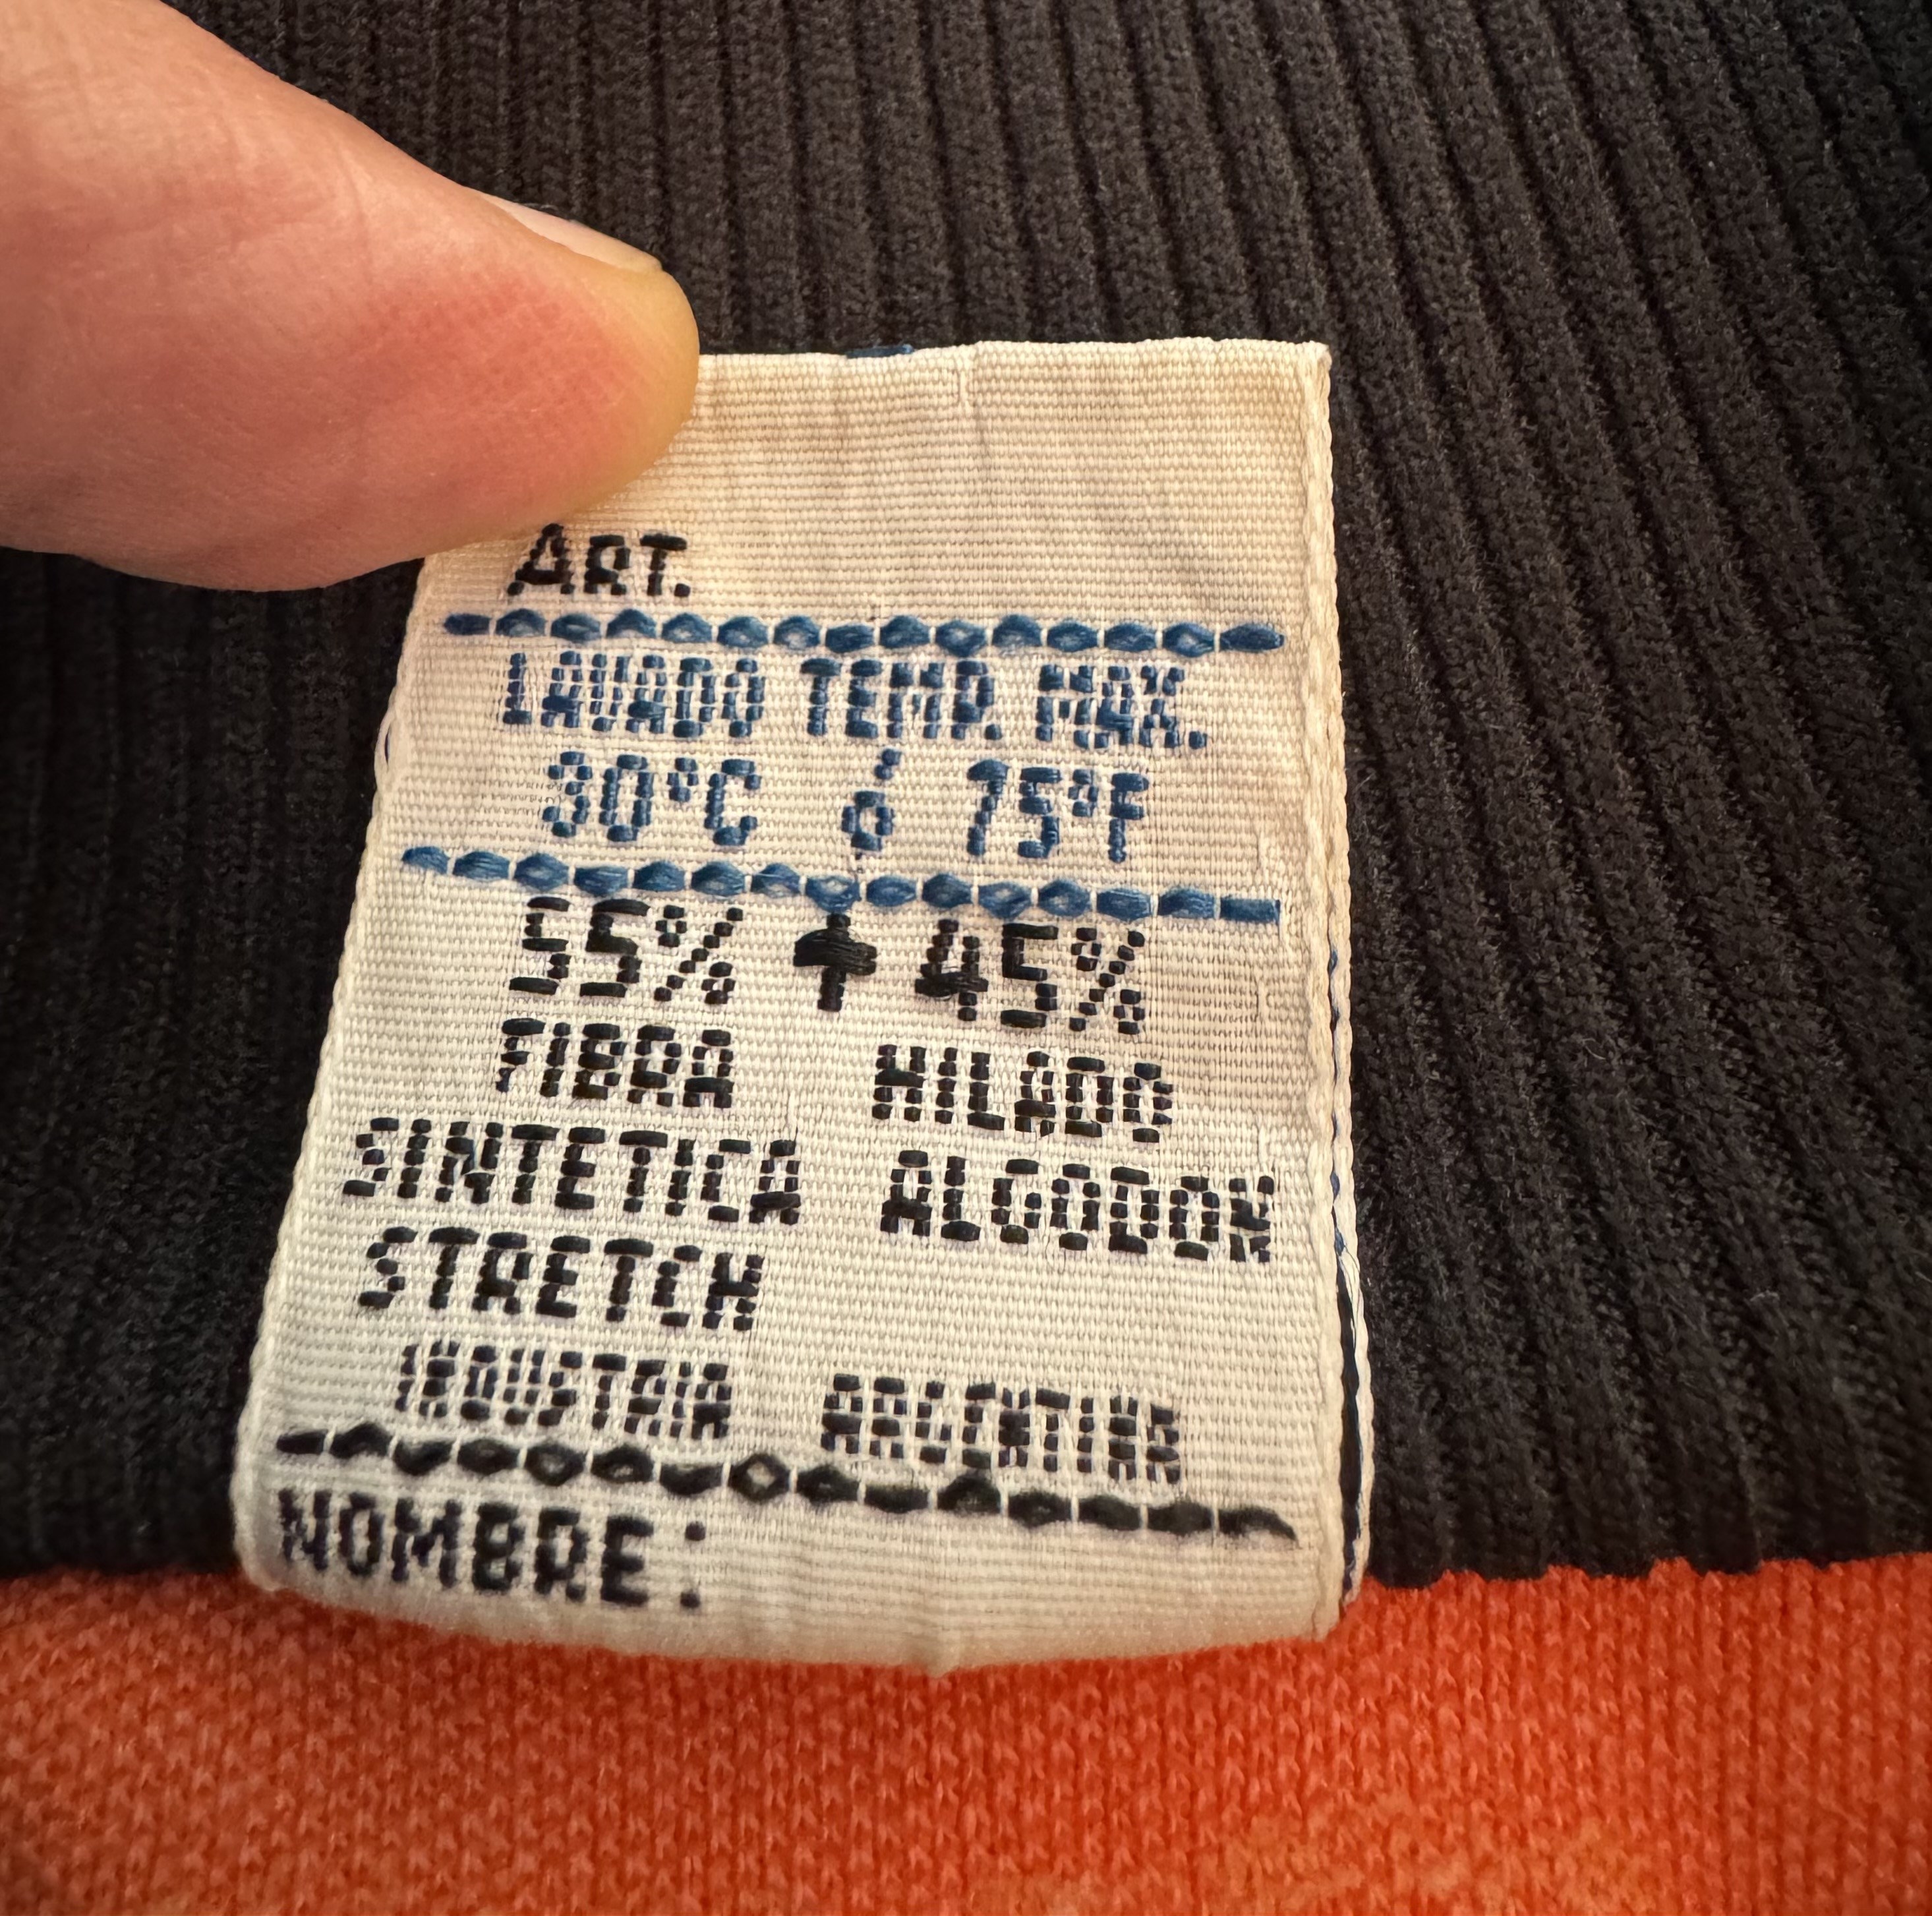 ART.
LAVADO TEMP. MAX.
30°C ó 75°F
55% + 45%
FIBRA HILADO
SINTETICA ALGODON
STRETCH
INDUSTRIA ARGENTINA
NOMBRE: